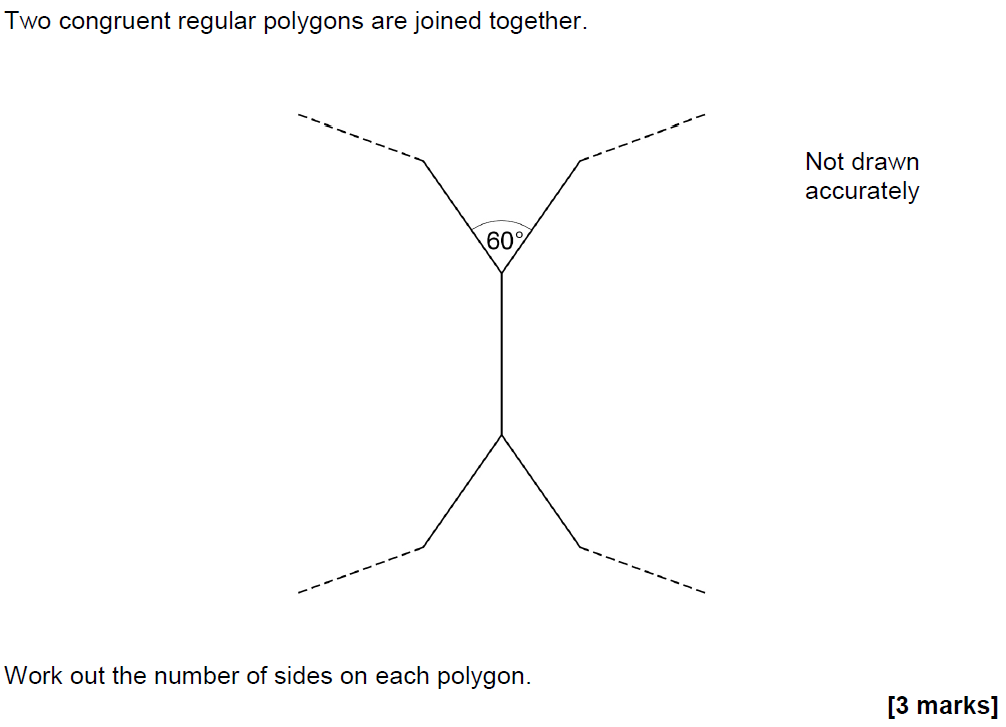 Two congruent regular polygons are joined together.
Not drawn
accurately
60°
Work out the number of sides on each polygon.
[3 marks]